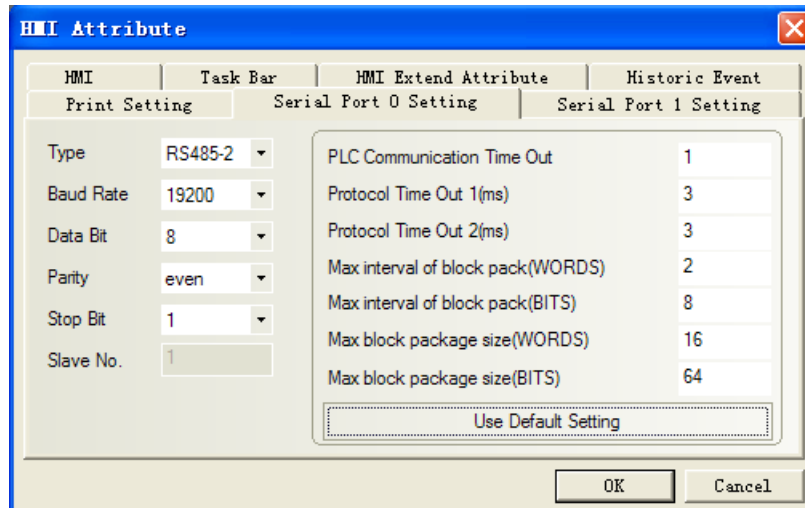 HMI Attribute
HMI Task Bar HMI Extend Attribute Historic Event
Print Setting Serial Port 0 Setting Serial Port 1 Setting
Type RS485-2
Baud Rate 19200
Data Bit 8
Parity even
Stop Bit 1
Slave No. 1
PLC Communication Time Out 1
Protocol Time Out 1(ms) 3
Protocol Time Out 2(ms) 3
Max interval of block pack(WORDS) 2
Max interval of block pack(BITS) 8
Max block package size(WORDS) 16
Max block package size(BITS) 64
Use Default Setting
OK Cancel